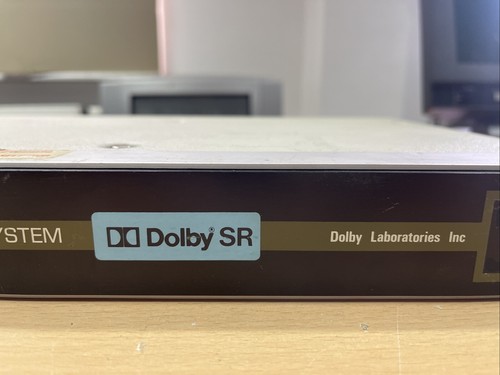 YSTEM
Dolby® SR
Dolby Laboratories Inc